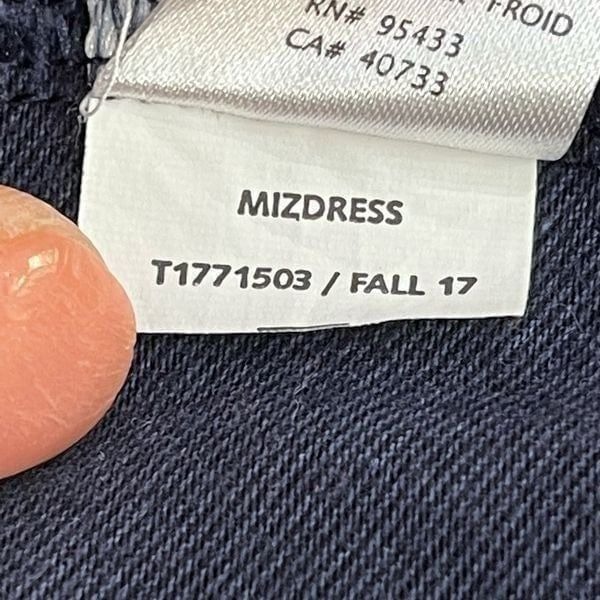 FROID
RN# 95433
CA# 40733
MIZDRESS
T1771503 / FALL 17